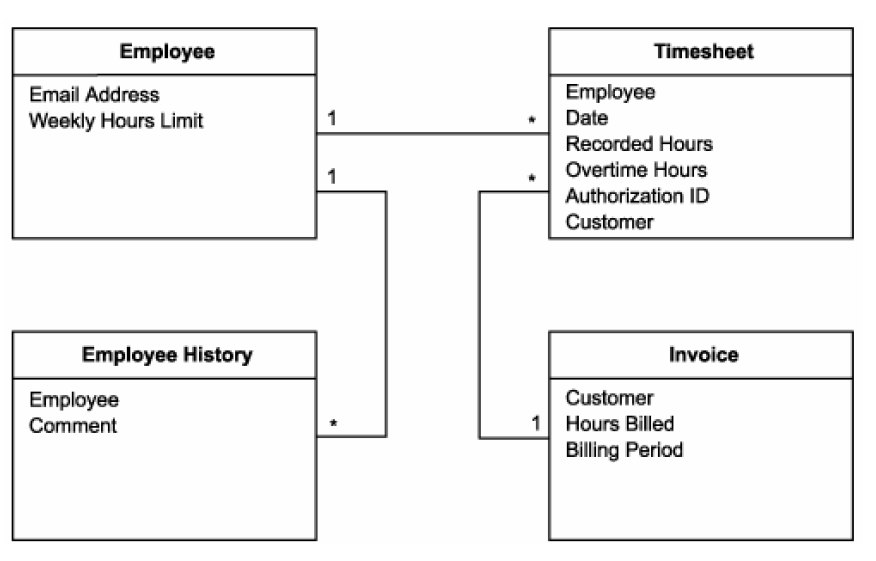 Employee
Email Address
Weekly Hours Limit
1
1
Timesheet
Employee
Date
Recorded Hours
Overtime Hours
Authorization ID
Customer
*
*
Employee History
Employee
Comment
*
Invoice
Customer
Hours Billed
Billing Period
1